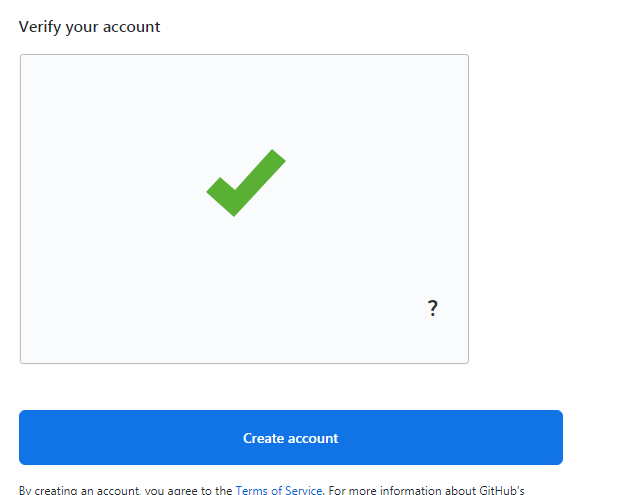 Verify your account
?
Create account
By creating an account, you agree to the Terms of Service. For more information about GitHub's